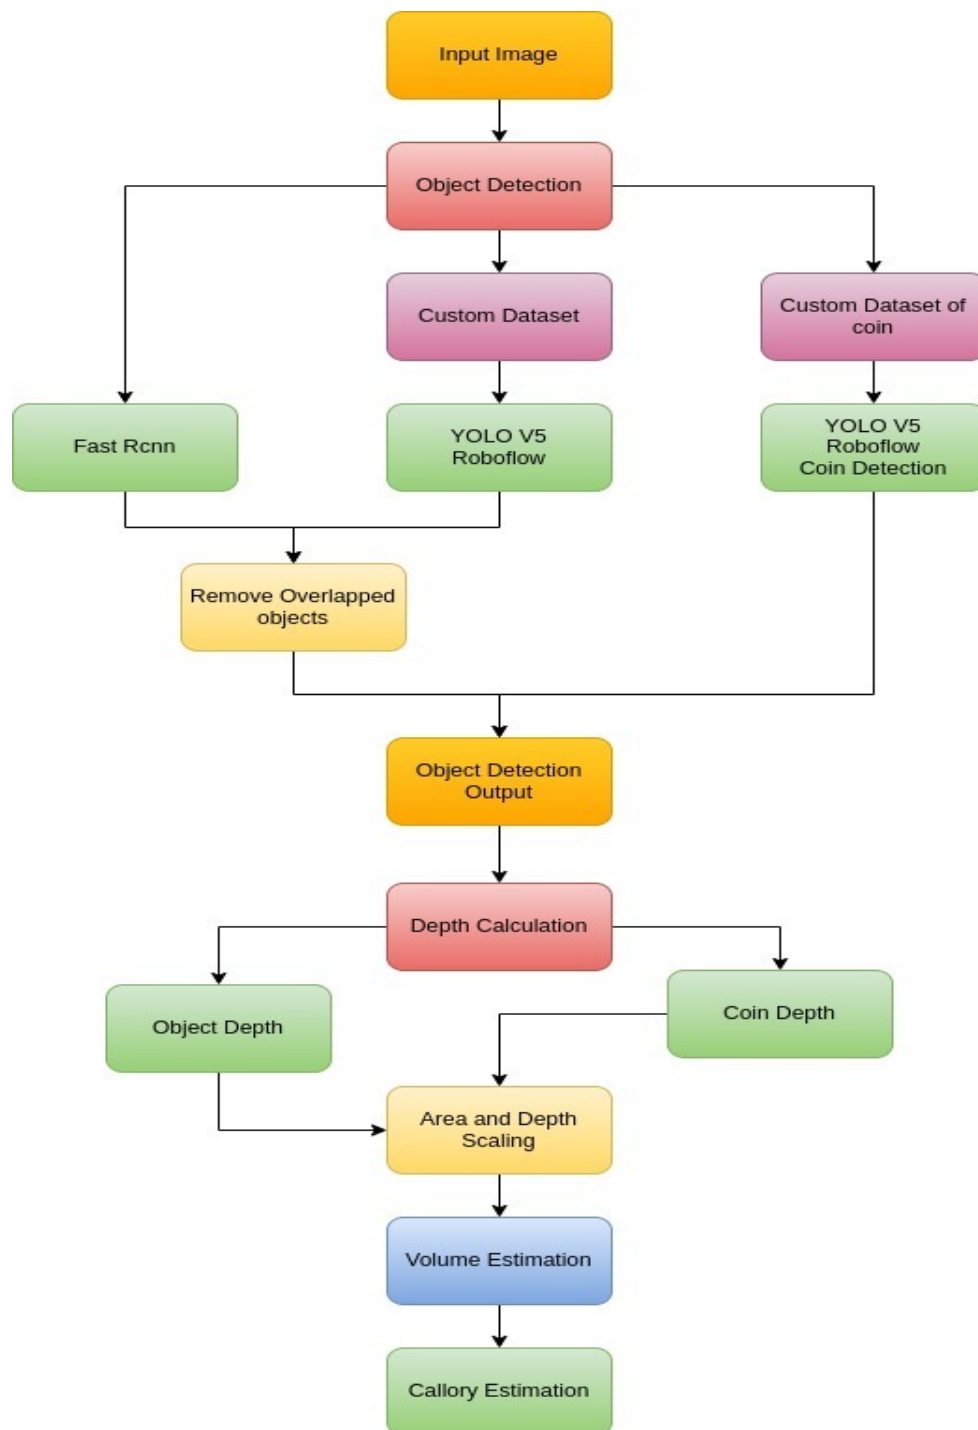 Input Image
Object Detection
Custom Dataset
Custom Dataset of
coin
Fast Rcnn
YOLO V5
Roboflow
YOLO V5
Roboflow
Coin Detection
Remove Overlapped
objects
Object Detection
Output
Depth Calculation
Object Depth
Coin Depth
Area and Depth
Scaling
Volume Estimation
Callory Estimation